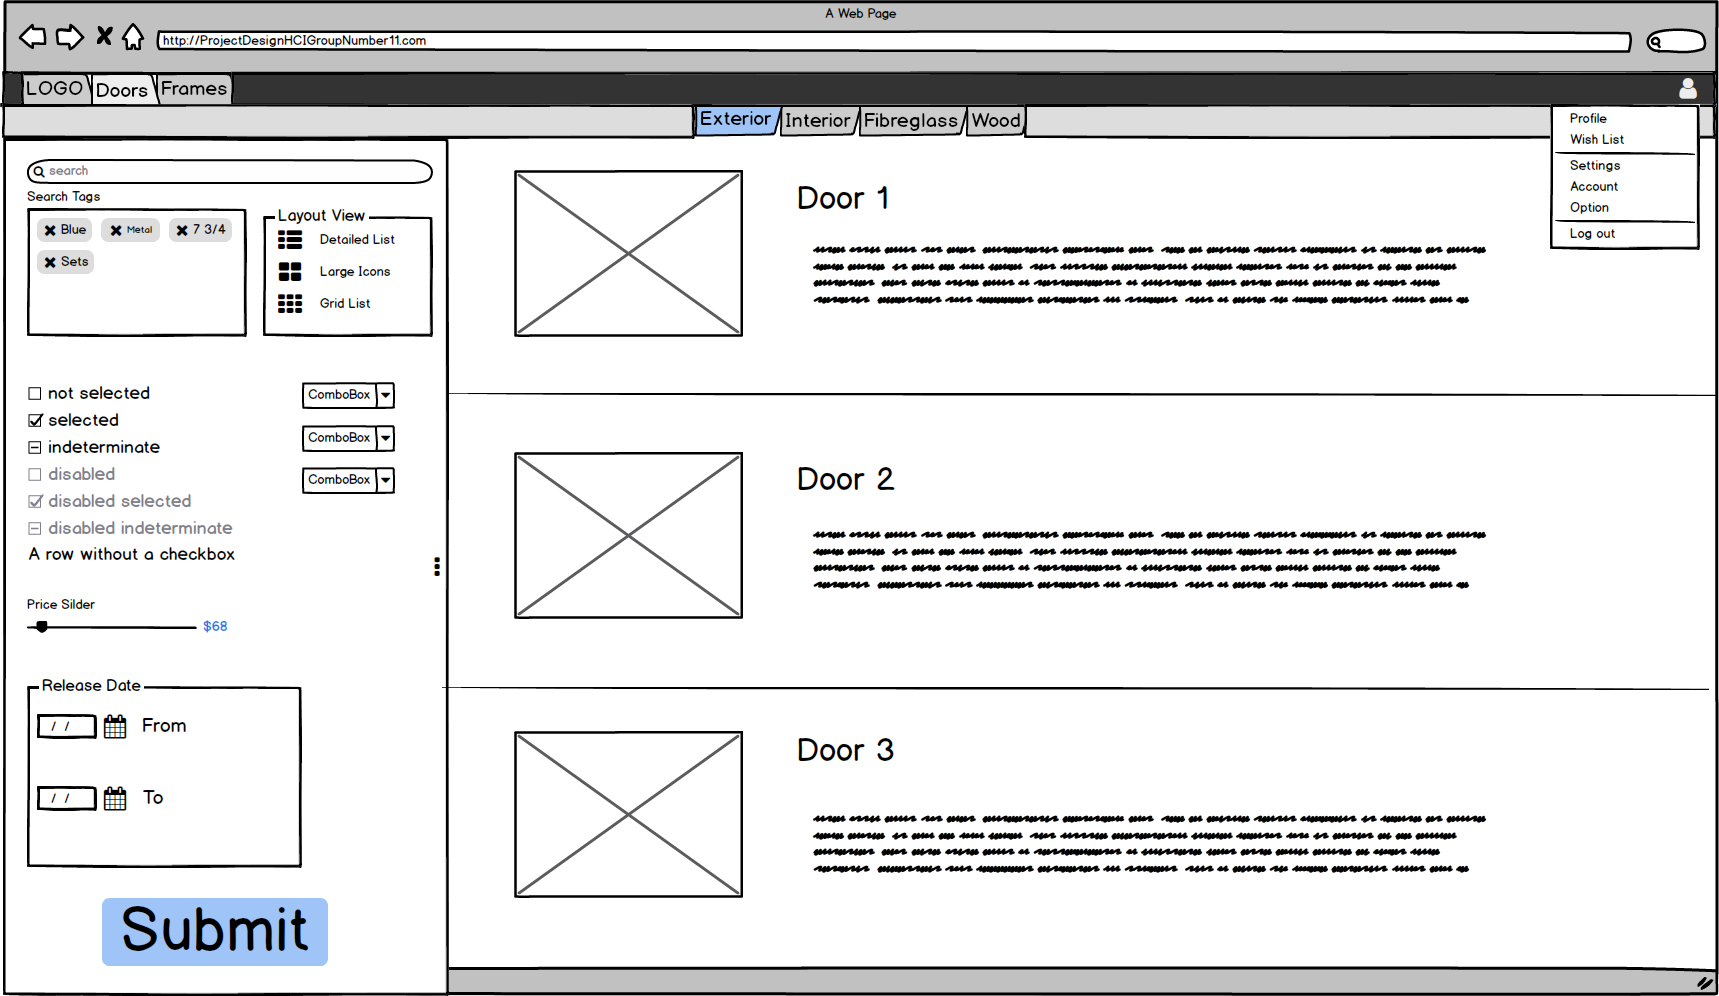 A Web Page
http://ProjectDesignHCIGroupNumber11.com
LOGO
Doors
Frames
Exterior
Interior
Fibreglass
Wood
Profile
Wish List
Settings
Account
Option
Log out
search
Search Tags
Blue
Metal
7 3/4
Sets
Layout View
Detailed List
Large Icons
Grid List
not selected
selected
indeterminate
disabled
disabled selected
disabled indeterminate
A row without a checkbox
ComboBox
ComboBox
ComboBox
Price Silder
$68
Release Date
/ /
From
/ /
To
Submit
Door 1
Door 2
Door 3